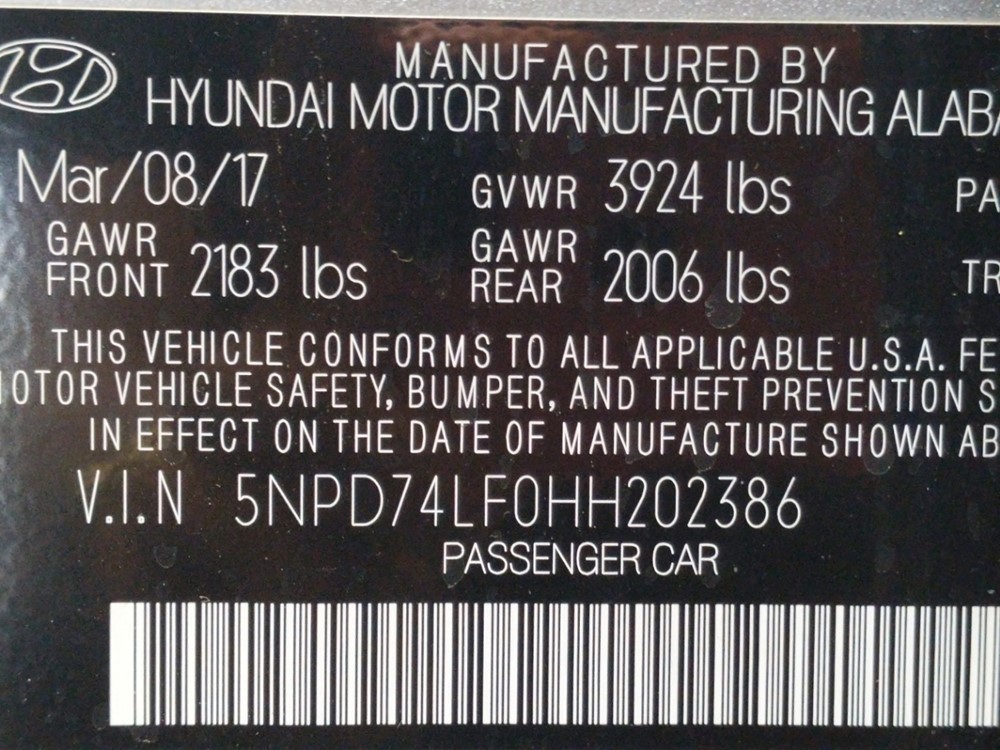 MANUFACTURED BY
HYUNDAI MOTOR MANUFACTURING ALABA
Mar/08/17 GVWR 3924 lbs PA
GAWR FRONT 2183 lbs GAWR REAR 2006 lbs TR
THIS VEHICLE CONFORMS TO ALL APPLICABLE U.S.A. FE
OTOR VEHICLE SAFETY, BUMPER, AND THEFT PREVENTION S
IN EFFECT ON THE DATE OF MANUFACTURE SHOWN AB
V.I.N 5NPD74LF0HH202386
PASSENGER CAR